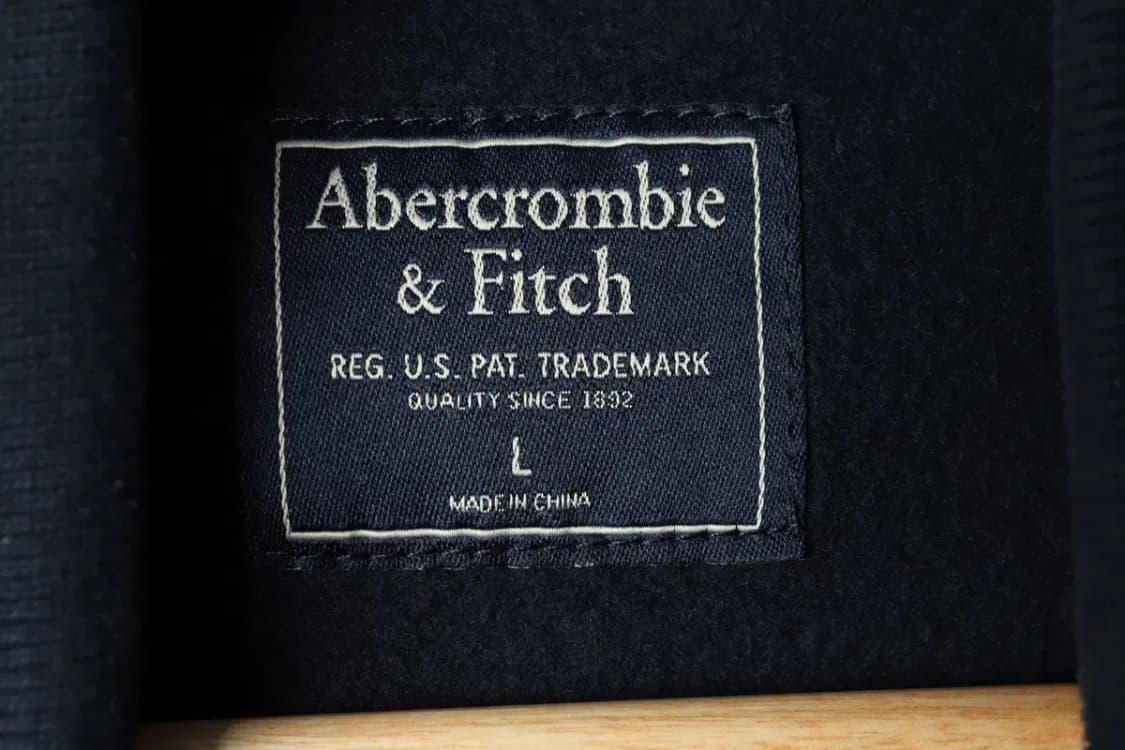 Abercrombie
& Fitch
REG. U.S. PAT. TRADEMARK
QUALITY SINCE 1892
L
MADE IN CHINA